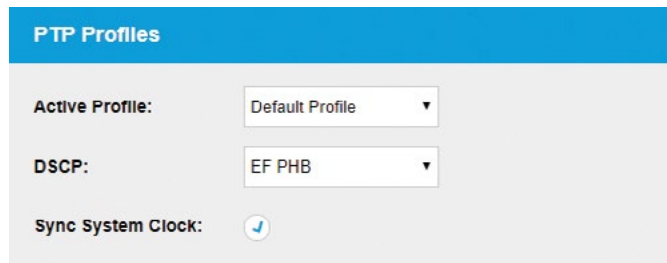 PTP Profiles
Active Profile: Default Profile
DSCP: EF PHB
Sync System Clock: